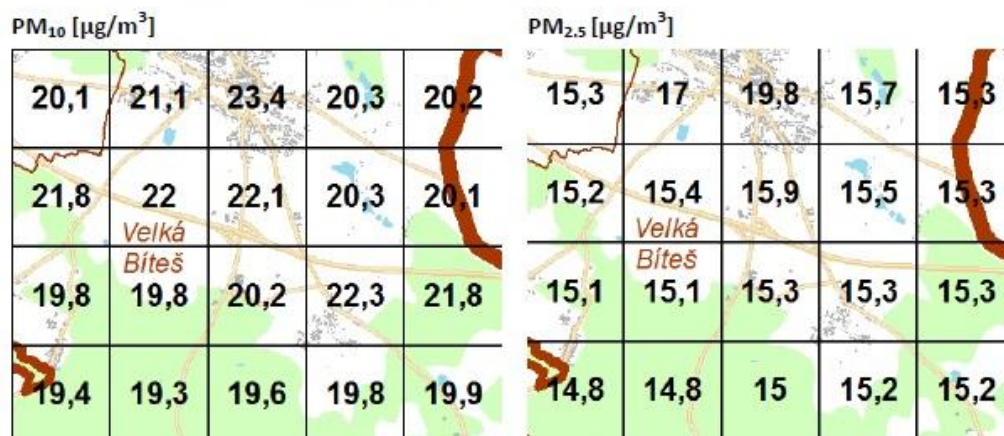 PM₁₀ [µg/m³]
20,1 21,1 23,4 20,3 20,2
21,8 22 22,1 20,3 20,1
Velká
Bíteš
19,8 19,8 20,2 22,3 21,8
19,4 19,3 19,6 19,8 19,9
PM₂.₅ [µg/m³]
15,3 17 19,8 15,7 15,3
15,2 15,4 15,9 15,5 15,3
Velká
Bíteš
15,1 15,1 15,3 15,3 15,3
14,8 14,8 15 15,2 15,2